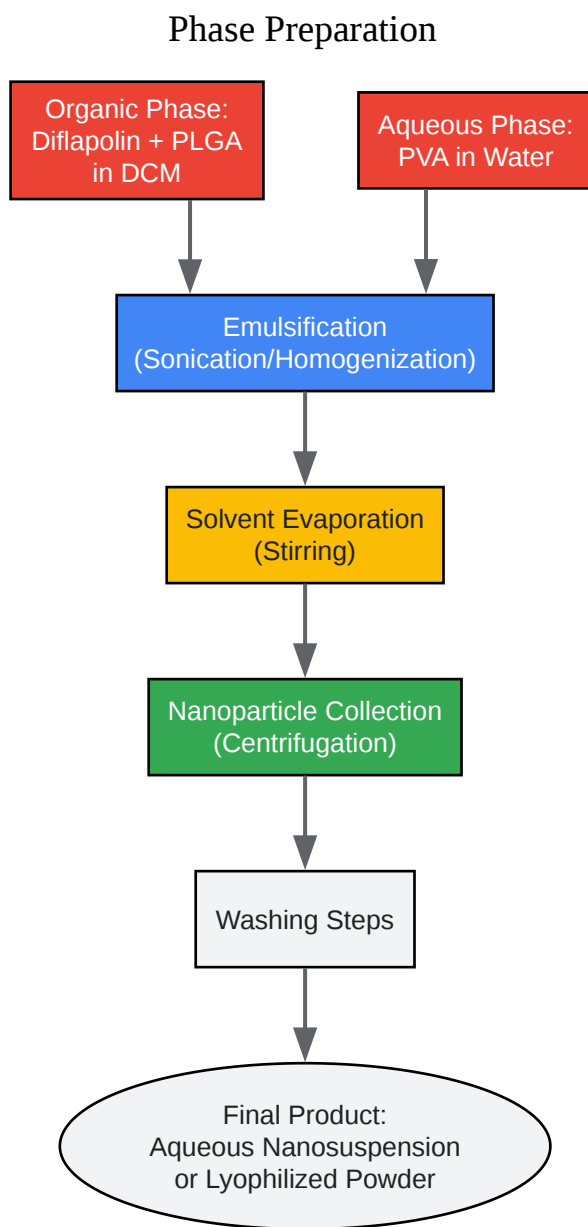 Phase Preparation
Organic Phase:
Diflapolin + PLGA
in DCM
Aqueous Phase:
PVA in Water
Emulsification
(Sonication/Homogenization)
Solvent Evaporation
(Stirring)
Nanoparticle Collection
(Centrifugation)
Washing Steps
Final Product:
Aqueous Nanosuspension
or Lyophilized Powder